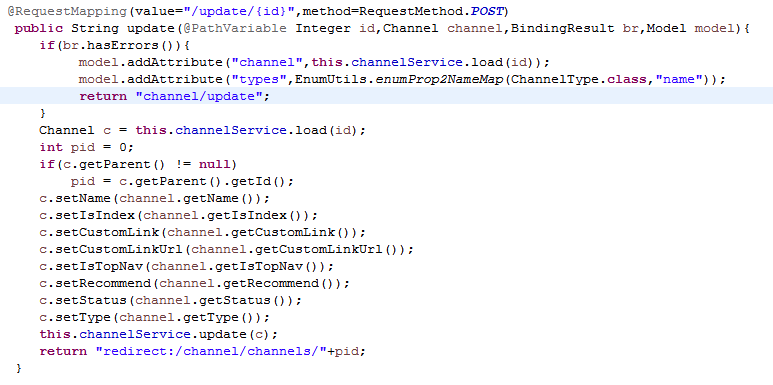 @RequestMapping(value="/update/{id}",method=RequestMethod.POST)
public String update(@PathVariable Integer id,Channel channel,BindingResult br,Model model){
if(br.hasErrors()){
model.addAttribute("channel",this.channelService.load(id));
model.addAttribute("types",EnumUtils.enumProp2NameMap(ChannelType.class,"name"));
return "channel/update";
}
Channel c = this.channelService.load(id);
int pid = 0;
if(c.getParent() != null)
pid = c.getParent().getId();
c.setName(channel.getName());
c.setIsIndex(channel.getIsIndex());
c.setCustomLink(channel.getCustomLink());
c.setCustomLinkUrl(channel.getCustomLinkUrl());
c.setIsTopNav(channel.getIsTopNav());
c.setRecommend(channel.getRecommend());
c.setStatus(channel.getStatus());
c.setType(channel.getType());
this.channelService.update(c);
return "redirect:/channel/channels/"+pid;
}